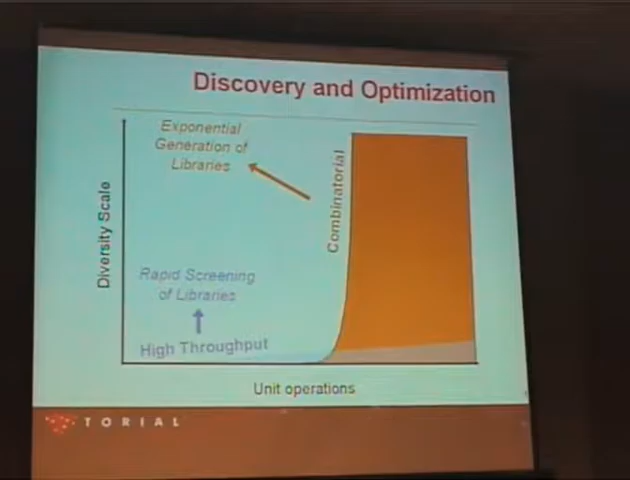 Discovery and Optimization
Exponential
Generation of
Libraries
Combinatorial
Diversity Scale
Rapid Screening
of Libraries
High Throughput
Unit operations
TORIAL